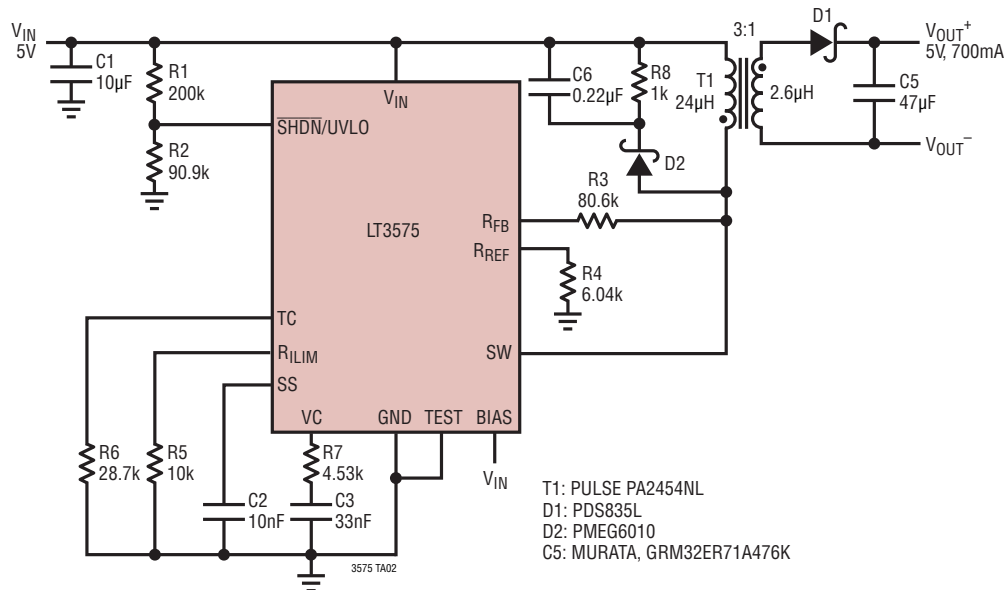 VIN
5V
C1
10µF
R1
200k
R2
90.9k
VIN
SHDN/UVLO
C6
0.22µF
R8
1k
D2
T1
24µH
3:1
2.6µH
D1
C5
47µF
VOUT+
5V, 700mA
VOUT–
LT3575
RFB
R3
80.6k
RREF
R4
6.04k
TC
RILIM
SS
SW
VC
GND
TEST
BIAS
VIN
R6
28.7k
R5
10k
C2
10nF
R7
4.53k
C3
33nF
3575 TA02
T1: PULSE PA2454NL
D1: PDS835L
D2: PMEG6010
C5: MURATA, GRM32ER71A476K